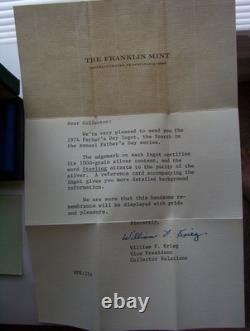 THE FRANKLIN MINT
Dear Collector:
We're very pleased to send you the
1974 Father's Day Ingot, the fourth in
the annual Father's Day series.
The edgemark on each ingot certifies
its 1000-grain silver content, and the
word Sterling attests to the purity of the
silver. A reference card accompanying the
ingot gives you more detailed background
information.
We are sure that this handsome re-
membrance will be displayed with pride
and pleasure.
Sincerely,
William F. Krieg
William F. Krieg
Vice President
Collector Relations